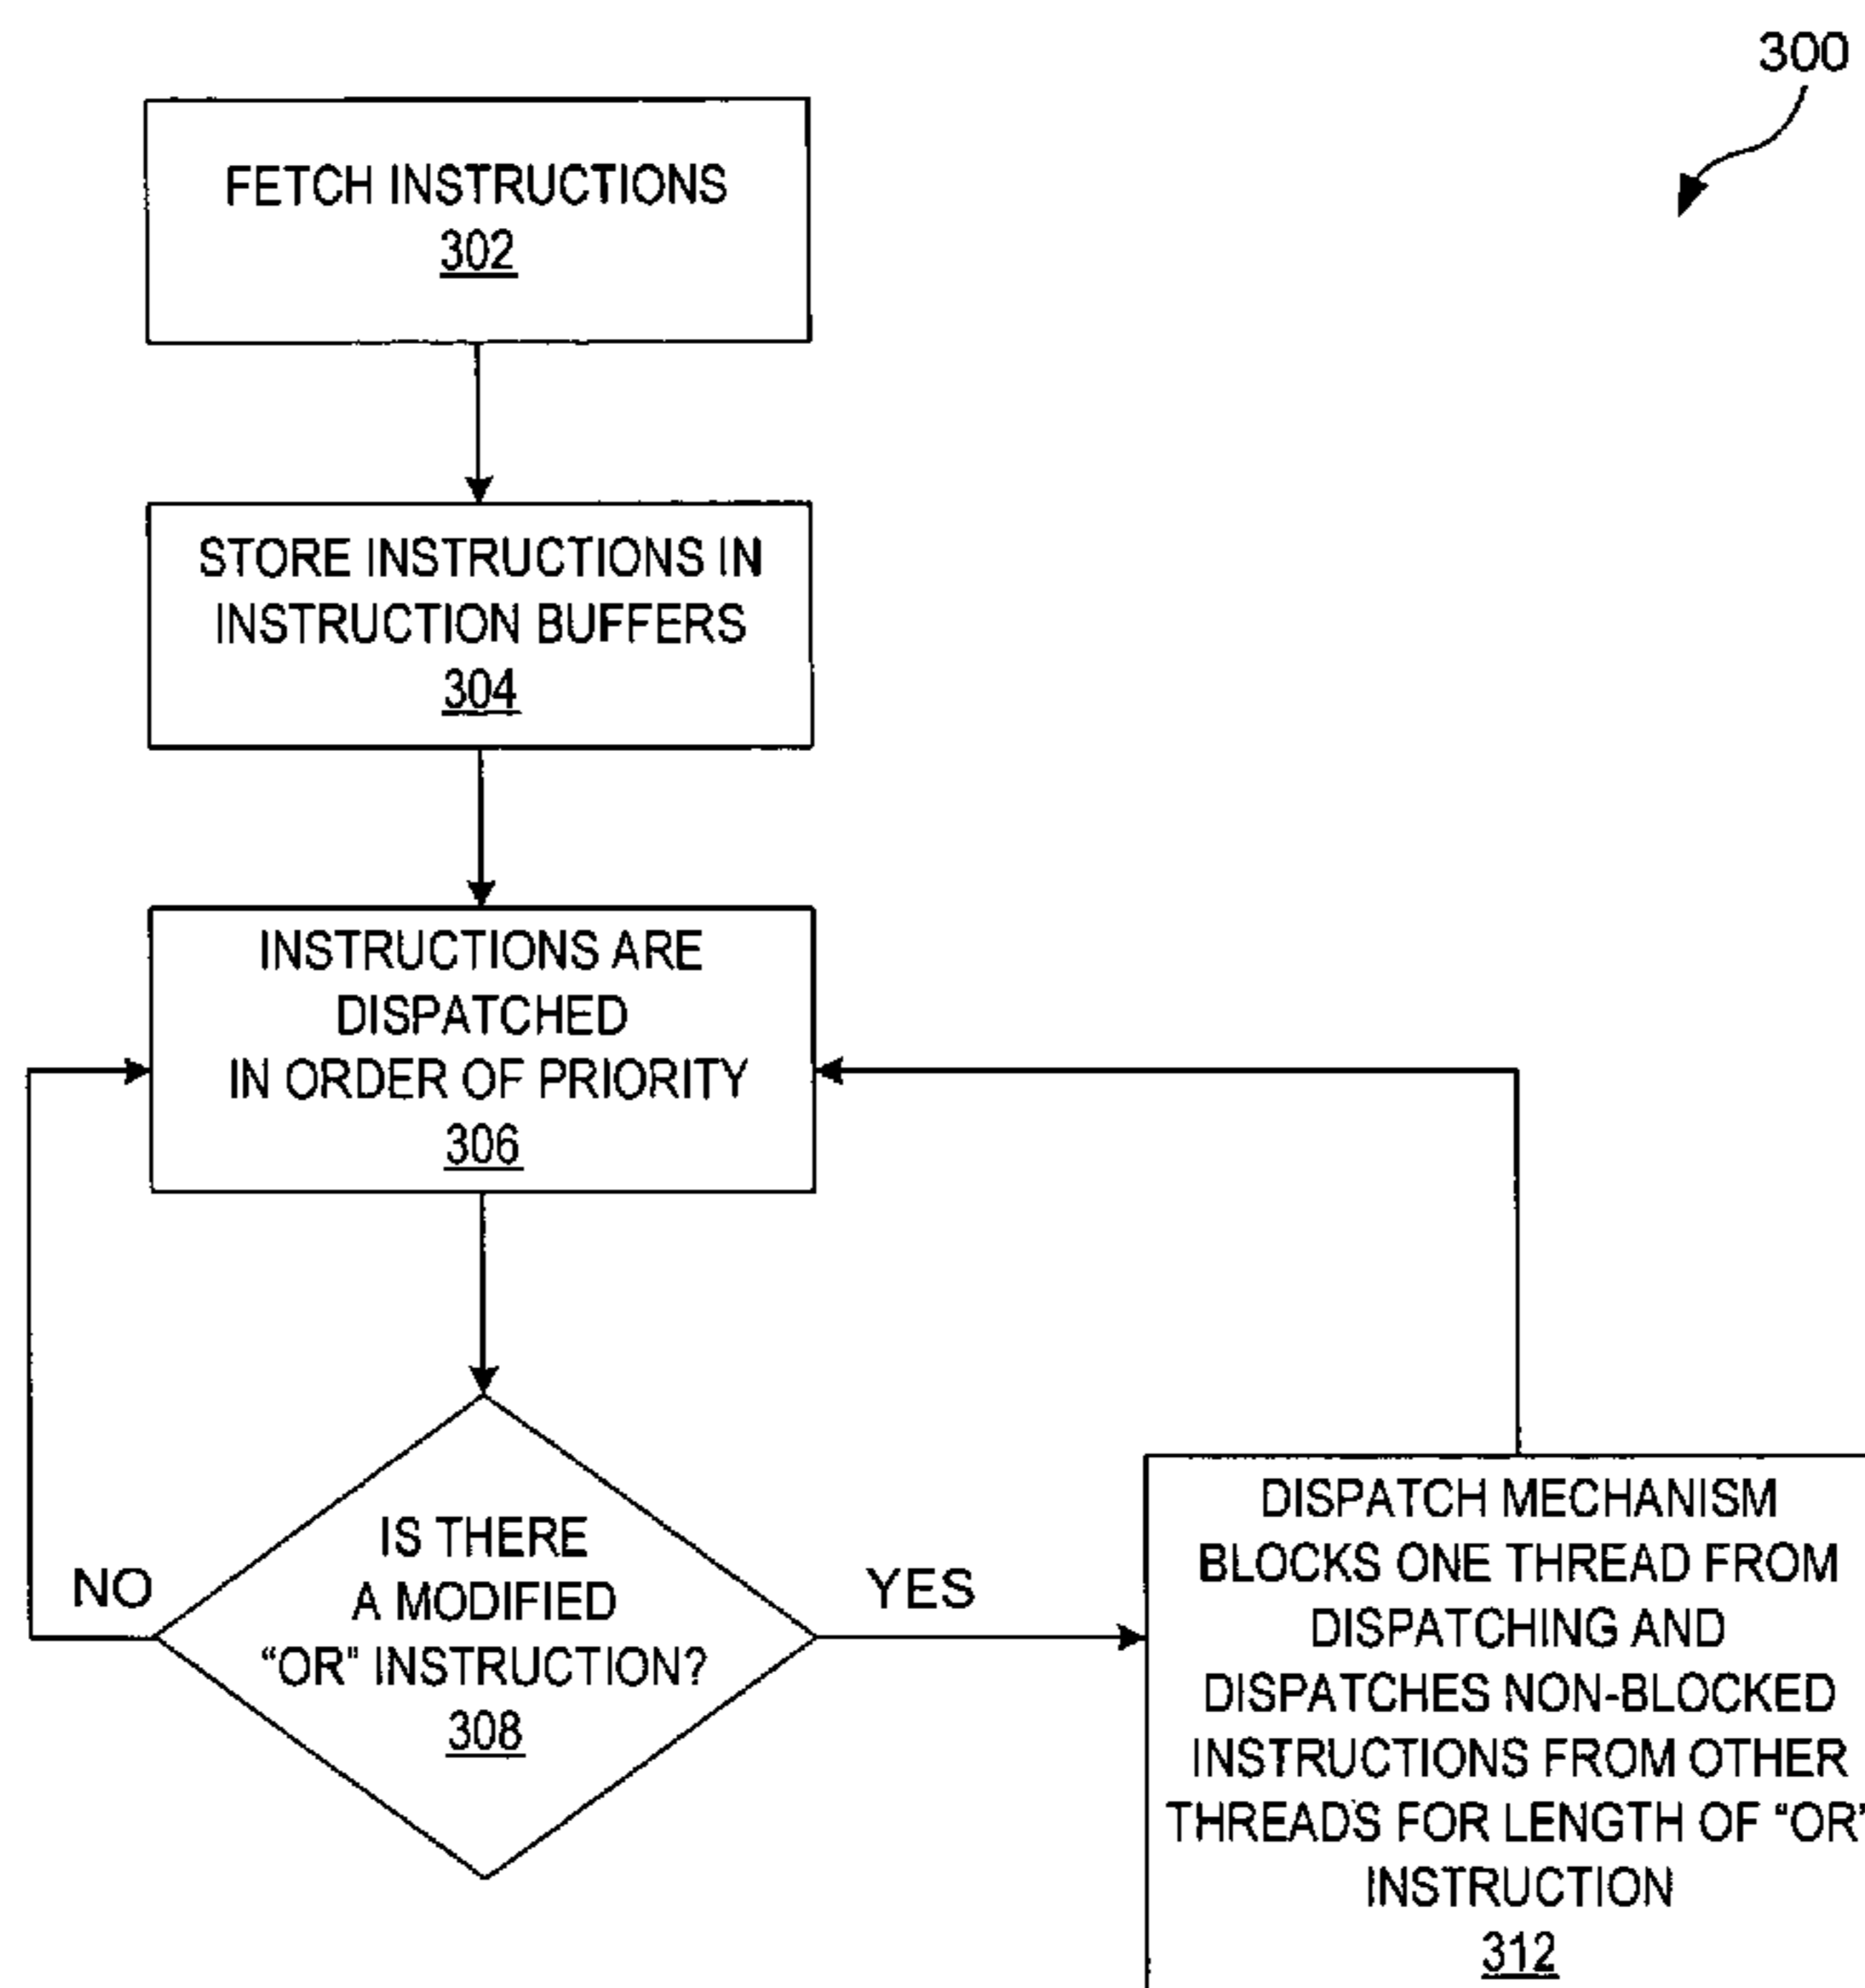 300
FETCH INSTRUCTIONS
302
STORE INSTRUCTIONS IN
INSTRUCTION BUFFERS
304
INSTRUCTIONS ARE
DISPATCHED
IN ORDER OF PRIORITY
306
IS THERE
A MODIFIED
“OR” INSTRUCTION?
308
NO
YES
DISPATCH MECHANISM
BLOCKS ONE THREAD FROM
DISPATCHING AND
DISPATCHES NON-BLOCKED
INSTRUCTIONS FROM OTHER
THREADS FOR LENGTH OF “OR”
INSTRUCTION
312